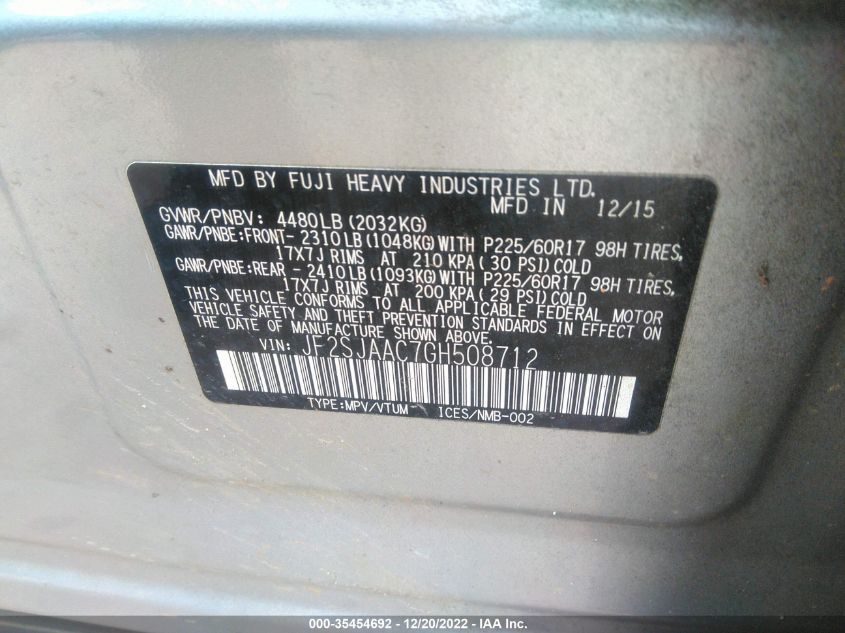 MFD BY FUJI HEAVY INDUSTRIES LTD.
MFD IN 12/15
GVWR/PNBV: 4480LB(2032KG)
GAWR/PNBE:FRONT- 2310LB(1048KG)WITH P225/60R17 98H TIRES,
17X7J RIMS AT 210 KPA( 30 PSI)COLD
GAWR/PNBE:REAR - 2410LB(1093KG)WITH P225/60R17 98H TIRES,
17X7J RIMS AT 200 KPA( 29 PSI)COLD
THIS VEHICLE CONFORMS TO ALL APPLICABLE FEDERAL MOTOR
VEHICLE SAFETY AND THEFT PREVENTION STANDARDS IN EFFECT ON
THE DATE OF MANUFACTURE SHOWN ABOVE.
VIN: JF2SJAAC7GH508712
TYPE:MPV/VTUM ICES/NMB-002
000-35454692 - 12/20/2022 - IAA Inc.